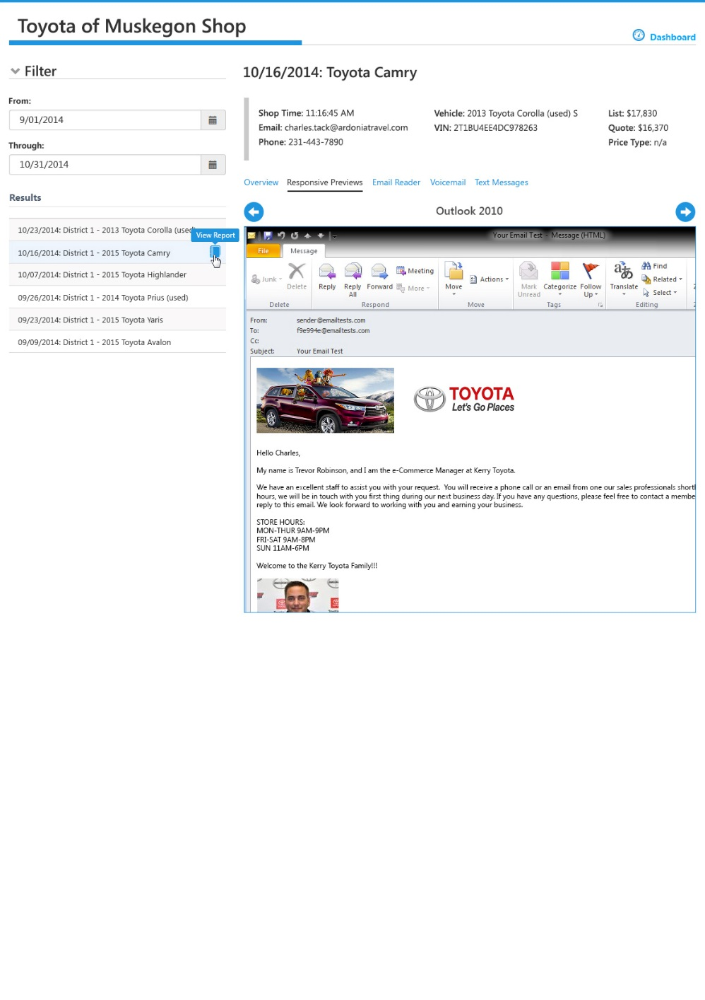 Toyota of Muskegon Shop
Dashboard
Filter
From:
9/01/2014
Through:
10/31/2014
Results
10/23/2014: District 1 - 2013 Toyota Corolla (used)
View Report
10/16/2014: District 1 - 2015 Toyota Camry
10/07/2014: District 1 - 2015 Toyota Highlander
09/26/2014: District 1 - 2014 Toyota Prius (used)
09/23/2014: District 1 - 2015 Toyota Yaris
09/09/2014: District 1 - 2015 Toyota Avalon
10/16/2014: Toyota Camry
Shop Time: 11:16:45 AM
Email: charles.tack@ardoniatravel.com
Phone: 231-443-7890
Vehicle: 2013 Toyota Corolla (used) S
VIN: 2T1BU4EE4DC978263
List: $17,830
Quote: $16,370
Price Type: n/a
Overview Responsive Previews Email Reader Voicemail Text Messages
Outlook 2010
Your Email Test - Message (HTML)
File Message
Junk
Delete
Delete
Reply
Reply All
Forward
Meeting
More
Respond
Move
Actions
Move
Mark Unread
Categorize
Follow Up
Tags
Translate
Find
Related
Select
Editing
From: sender@emailtests.com
To: f9e994e@emailtests.com
Cc:
Subject: Your Email Test
TOYOTA
Let's Go Places
Hello Charles,
My name is Trevor Robinson, and I am the e-Commerce Manager at Kerry Toyota.
We have an excellent staff to assist you with your request. You will receive a phone call or an email from one our sales professionals shortl
hours, we will be in touch with you first thing during our next business day. If you have any questions, please feel free to contact a membe
reply to this email. We look forward to working with you and earning your business.
STORE HOURS:
MON-THUR 9AM-9PM
FRI-SAT 9AM-8PM
SUN 11AM-6PM
Welcome to the Kerry Toyota Family!!!